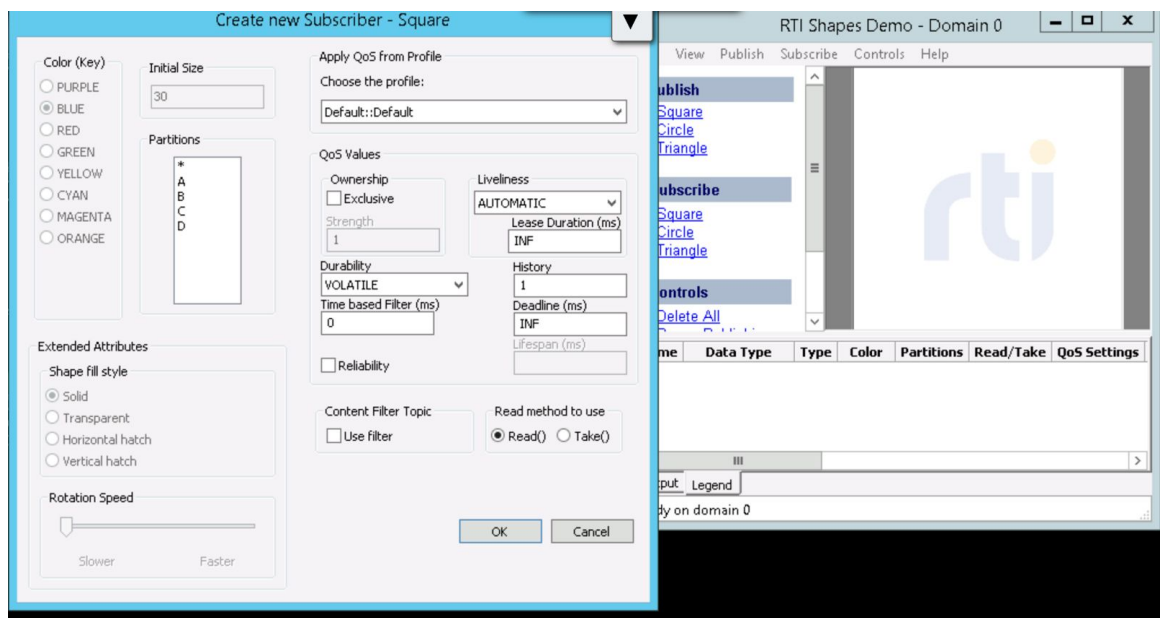 Create new Subscriber - Square
▼
Color (Key)
PURPLE
BLUE
RED
GREEN
YELLOW
CYAN
MAGENTA
ORANGE
Initial Size
30
Partitions
*
A
B
C
D
Extended Attributes
Shape fill style
Solid
Transparent
Horizontal hatch
Vertical hatch
Rotation Speed
Slower Faster
Apply QoS from Profile
Choose the profile:
Default::Default
QoS Values
Ownership
Exclusive
Strength
1
Liveliness
AUTOMATIC
Lease Duration (ms)
INF
Durability
VOLATILE
Time based Filter (ms)
0
Reliability
History
1
Deadline (ms)
INF
Lifespan (ms)
Content Filter Topic
Use filter
Read method to use
Read() Take()
OK Cancel
RTI Shapes Demo - Domain 0
View Publish Subscribe Controls Help
ublish
Square
Circle
Triangle
ubscribe
Square
Circle
Triangle
ontrols
Delete All
rti
me Data Type Type Color Partitions Read/Take QoS Settings
tput Legend
dy on domain 0